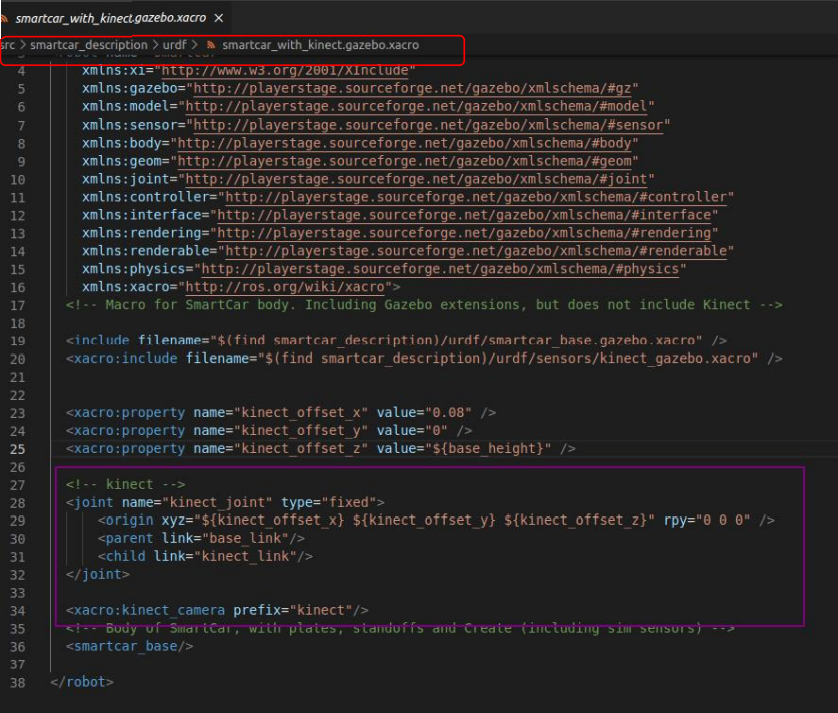 smartcar_with_kinect.gazebo.xacro ×
src > smartcar_description > urdf > smartcar_with_kinect.gazebo.xacro
4 xmlns:xi="http://www.w3.org/2001/XInclude"
5 xmlns:gazebo="http://playerstage.sourceforge.net/gazebo/xmlschema/#gz"
6 xmlns:model="http://playerstage.sourceforge.net/gazebo/xmlschema/#model"
7 xmlns:sensor="http://playerstage.sourceforge.net/gazebo/xmlschema/#sensor"
8 xmlns:body="http://playerstage.sourceforge.net/gazebo/xmlschema/#body"
9 xmlns:geom="http://playerstage.sourceforge.net/gazebo/xmlschema/#geom"
10 xmlns:joint="http://playerstage.sourceforge.net/gazebo/xmlschema/#joint"
11 xmlns:controller="http://playerstage.sourceforge.net/gazebo/xmlschema/#controller"
12 xmlns:interface="http://playerstage.sourceforge.net/gazebo/xmlschema/#interface"
13 xmlns:rendering="http://playerstage.sourceforge.net/gazebo/xmlschema/#rendering"
14 xmlns:renderable="http://playerstage.sourceforge.net/gazebo/xmlschema/#renderable"
15 xmlns:physics="http://playerstage.sourceforge.net/gazebo/xmlschema/#physics"
16 xmlns:xacro="http://ros.org/wiki/xacro">
17 <!-- Macro for SmartCar body. Including Gazebo extensions, but does not include Kinect -->
18
19 <include filename="$(find smartcar_description)/urdf/smartcar_base.gazebo.xacro" />
20 <xacro:include filename="$(find smartcar_description)/urdf/sensors/kinect_gazebo.xacro" />
21
22
23 <xacro:property name="kinect_offset_x" value="0.08" />
24 <xacro:property name="kinect_offset_y" value="0" />
25 <xacro:property name="kinect_offset_z" value="${base_height}" />
26
27 <!-- kinect -->
28 <joint name="kinect_joint" type="fixed">
29 <origin xyz="${kinect_offset_x} ${kinect_offset_y} ${kinect_offset_z}" rpy="0 0 0" />
30 <parent link="base_link"/>
31 <child link="kinect_link"/>
32 </joint>
33
34 <xacro:kinect_camera prefix="kinect"/>
35 <!-- Body of SmartCar, with plates, standoffs and Create (including sim sensors) -->
36 <smartcar_base/>
37
38 </robot>